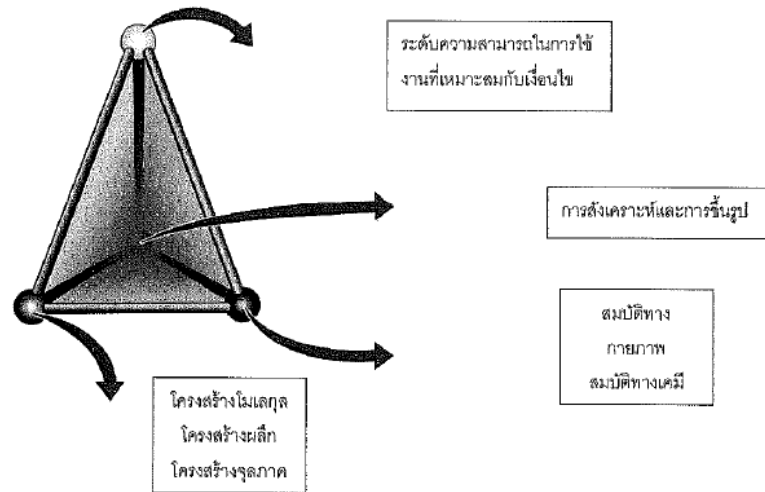 ระดับความสามารถในการใช้
งานที่เหมาะสมกับเงื่อนไข
การสังเคราะห์และการขึ้นรูป
สมบัติทาง
กายภาพ
สมบัติทางเคมี
โครงสร้างโมเลกุล
โครงสร้างผลึก
โครงสร้างจุลภาค